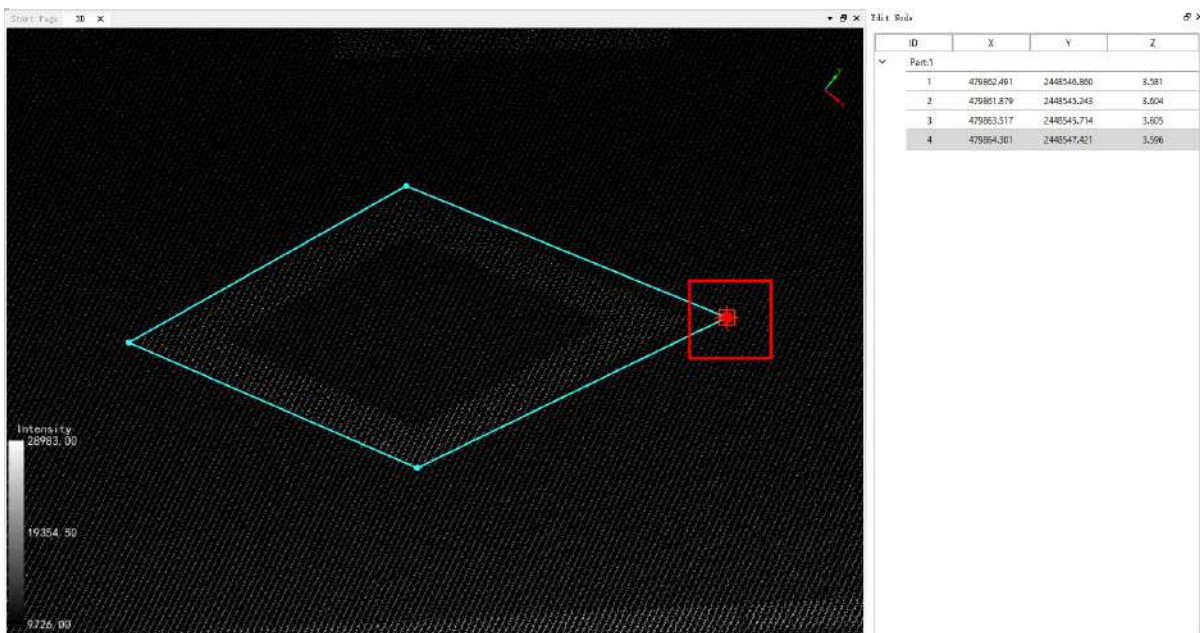 Start Page 3D ×
Edit Node
ID X Y Z
Part:1
1 479862.491 2448546.860 3.581
2 479861.879 2448545.243 3.604
3 479863.517 2448545.714 3.605
4 479864.301 2448547.421 3.596
Intensity
28983.00
19354.50
9726.00